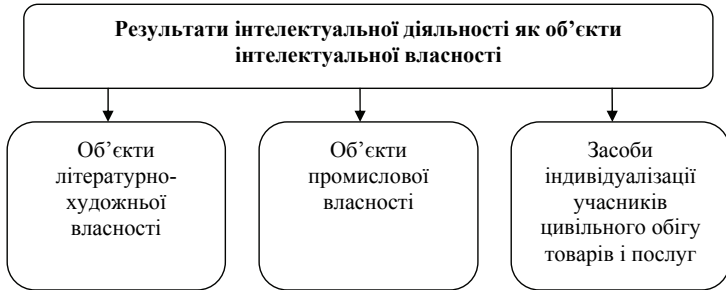 Результати інтелектуальної діяльності як об’єкти
інтелектуальної власності
Об’єкти
літературно-
художньої
власності
Об’єкти
промислової
власності
Засоби
індивідуалізації
учасників
цивільного обігу
товарів і послуг